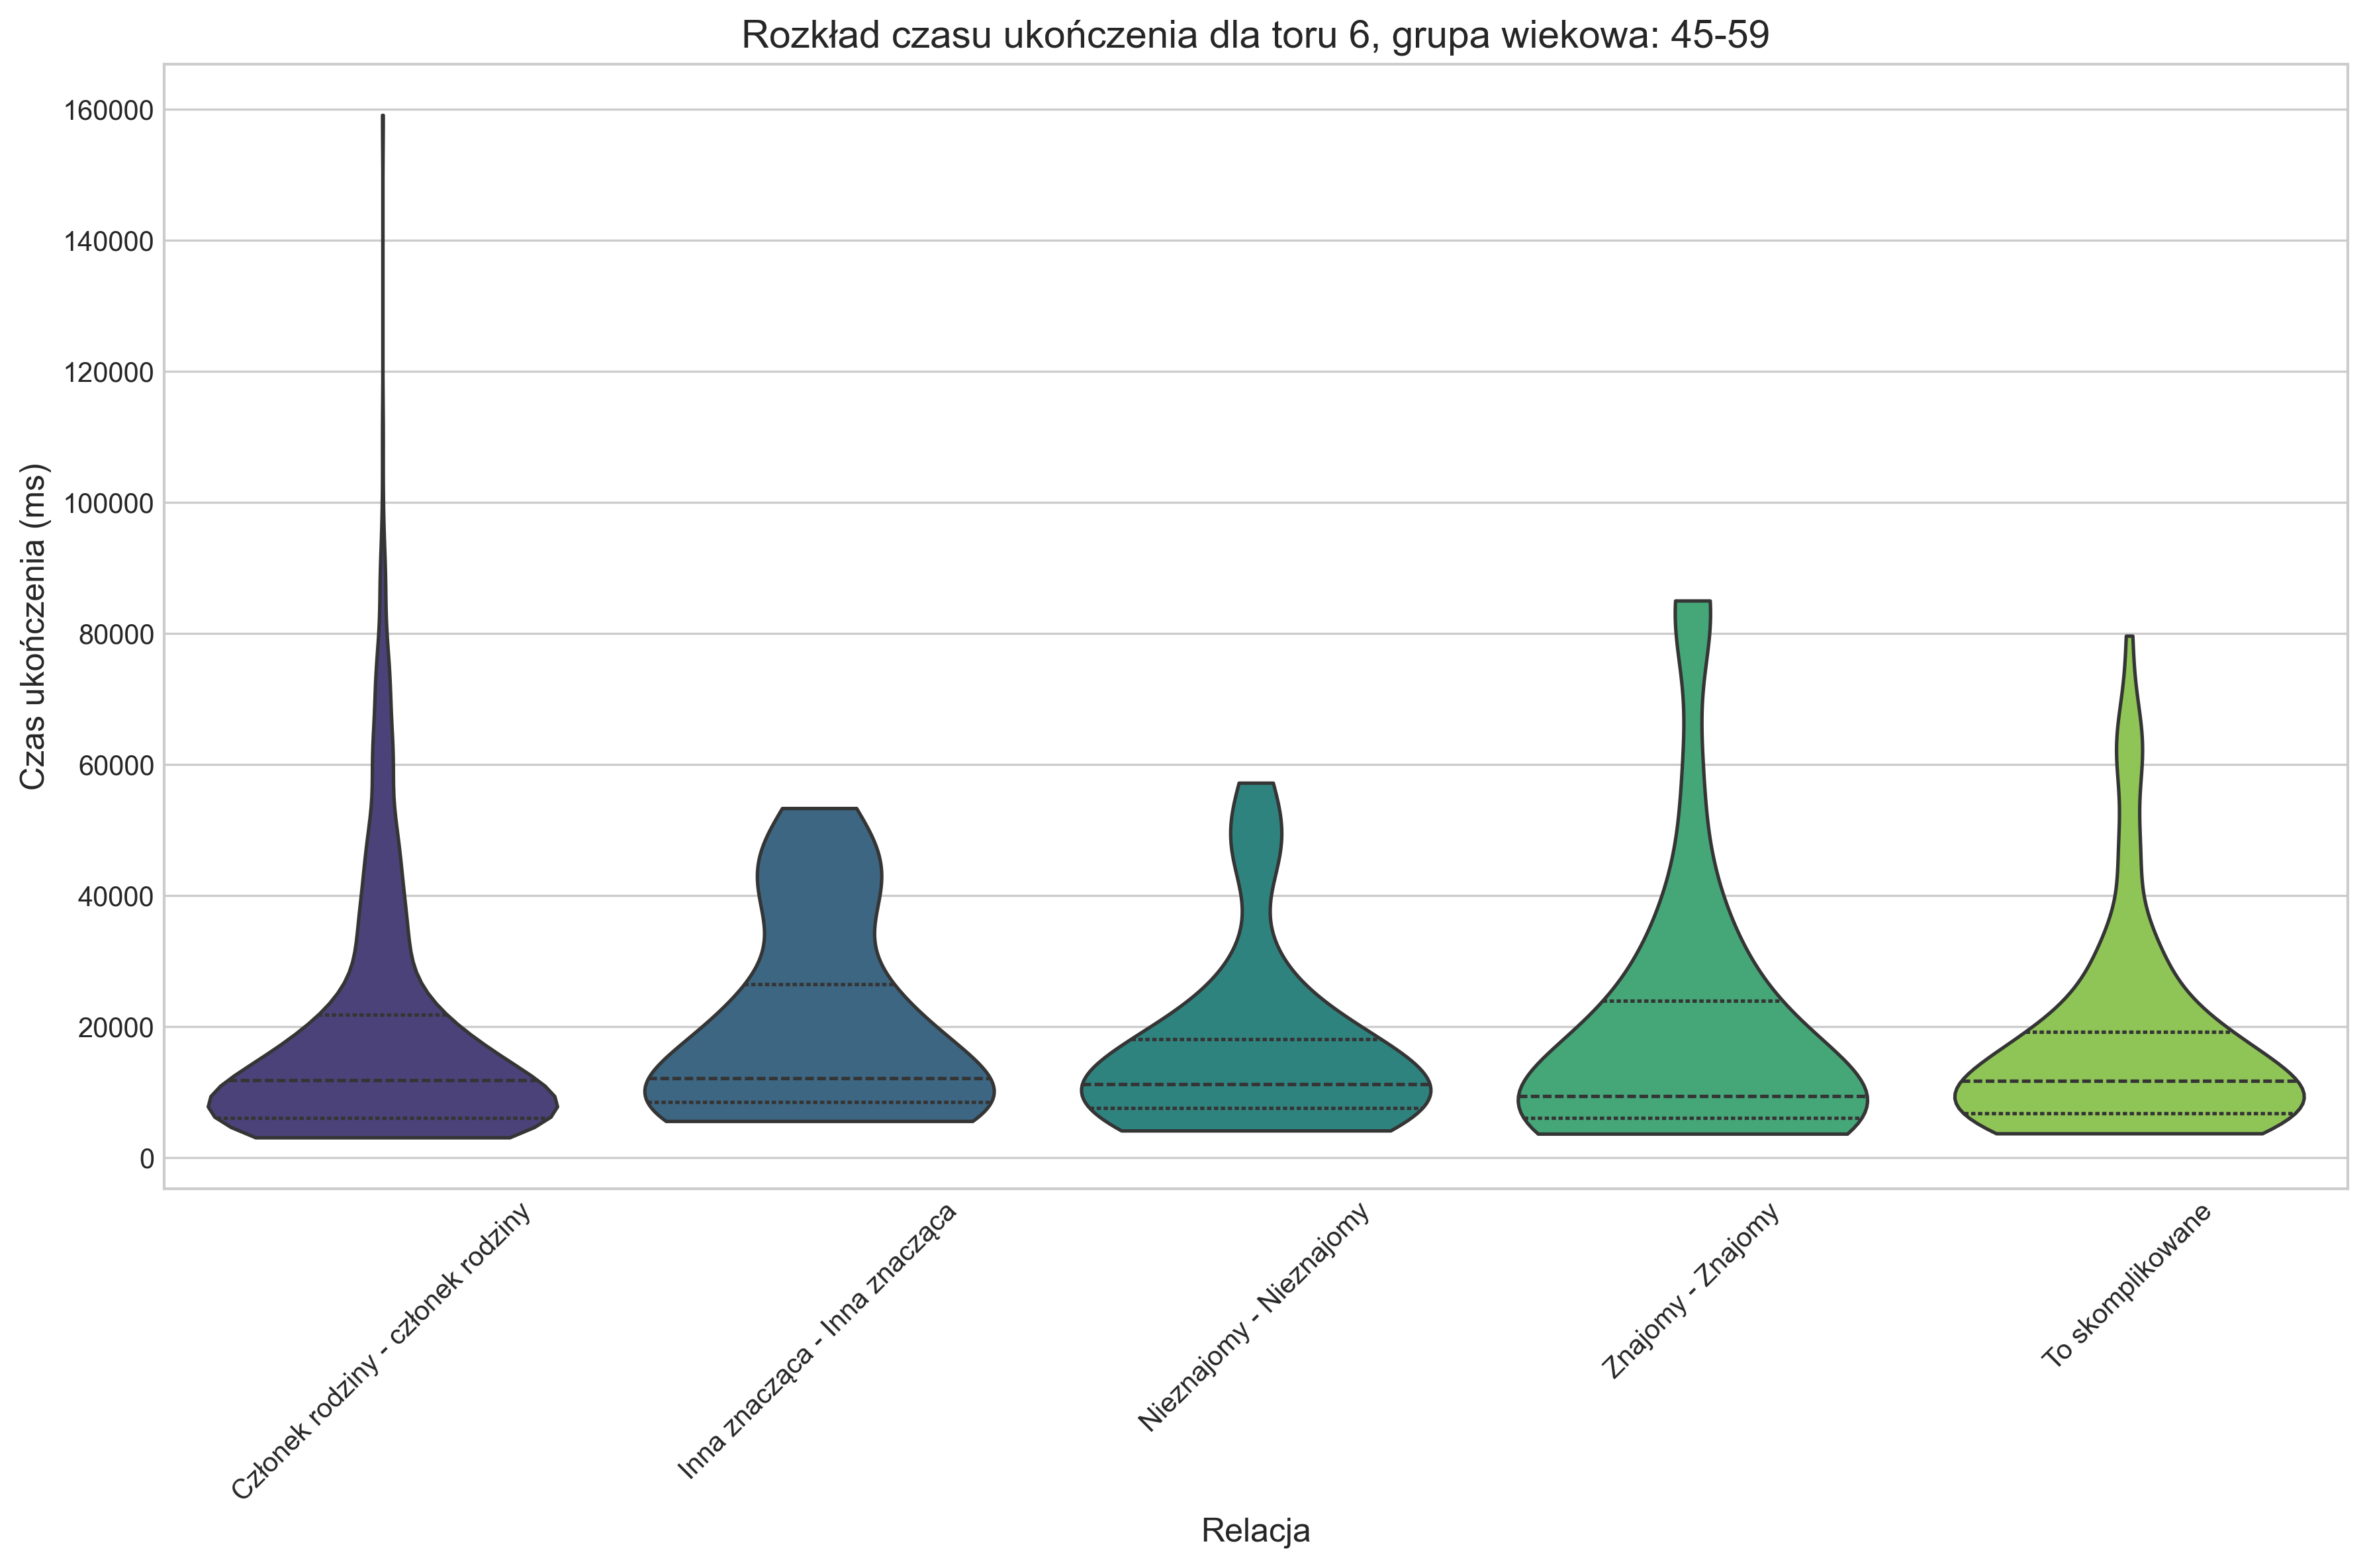 Rozkład czasu ukończenia dla toru 6, grupa wiekowa: 45-59
Czas ukończenia (ms)
160000
140000
120000
100000
80000
60000
40000
20000
0
Członek rodziny - członek rodziny
Inna znacząca - Inna znacząca
Nieznajomy - Nieznajomy
Znajomy - Znajomy
To skomplikowane
Relacja